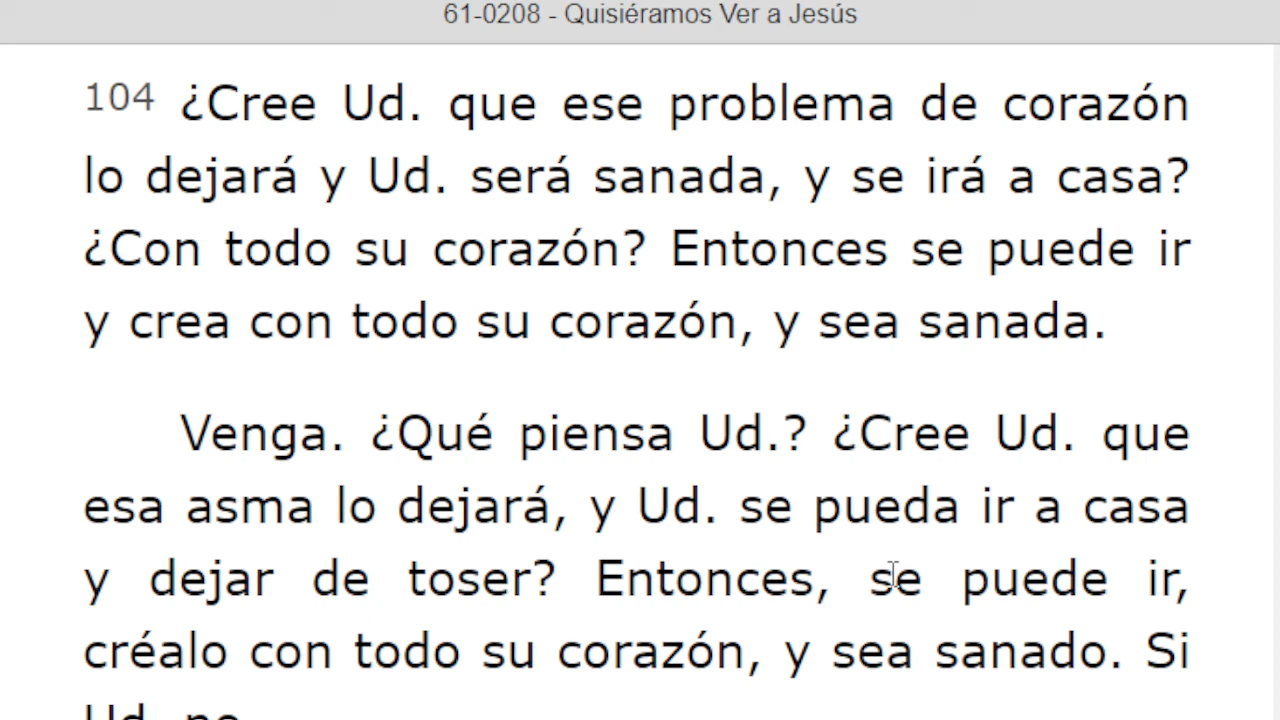 61-0208 - Quisiéramos Ver a Jesús
104 ¿Cree Ud. que ese problema de corazón
lo dejará y Ud. será sanada, y se irá a casa?
¿Con todo su corazón? Entonces se puede ir
y crea con todo su corazón, y sea sanada.
Venga. ¿Qué piensa Ud.? ¿Cree Ud. que
esa asma lo dejará, y Ud. se pueda ir a casa
y dejar de toser? Entonces, se puede ir,
créalo con todo su corazón, y sea sanado. Si
Ud. no